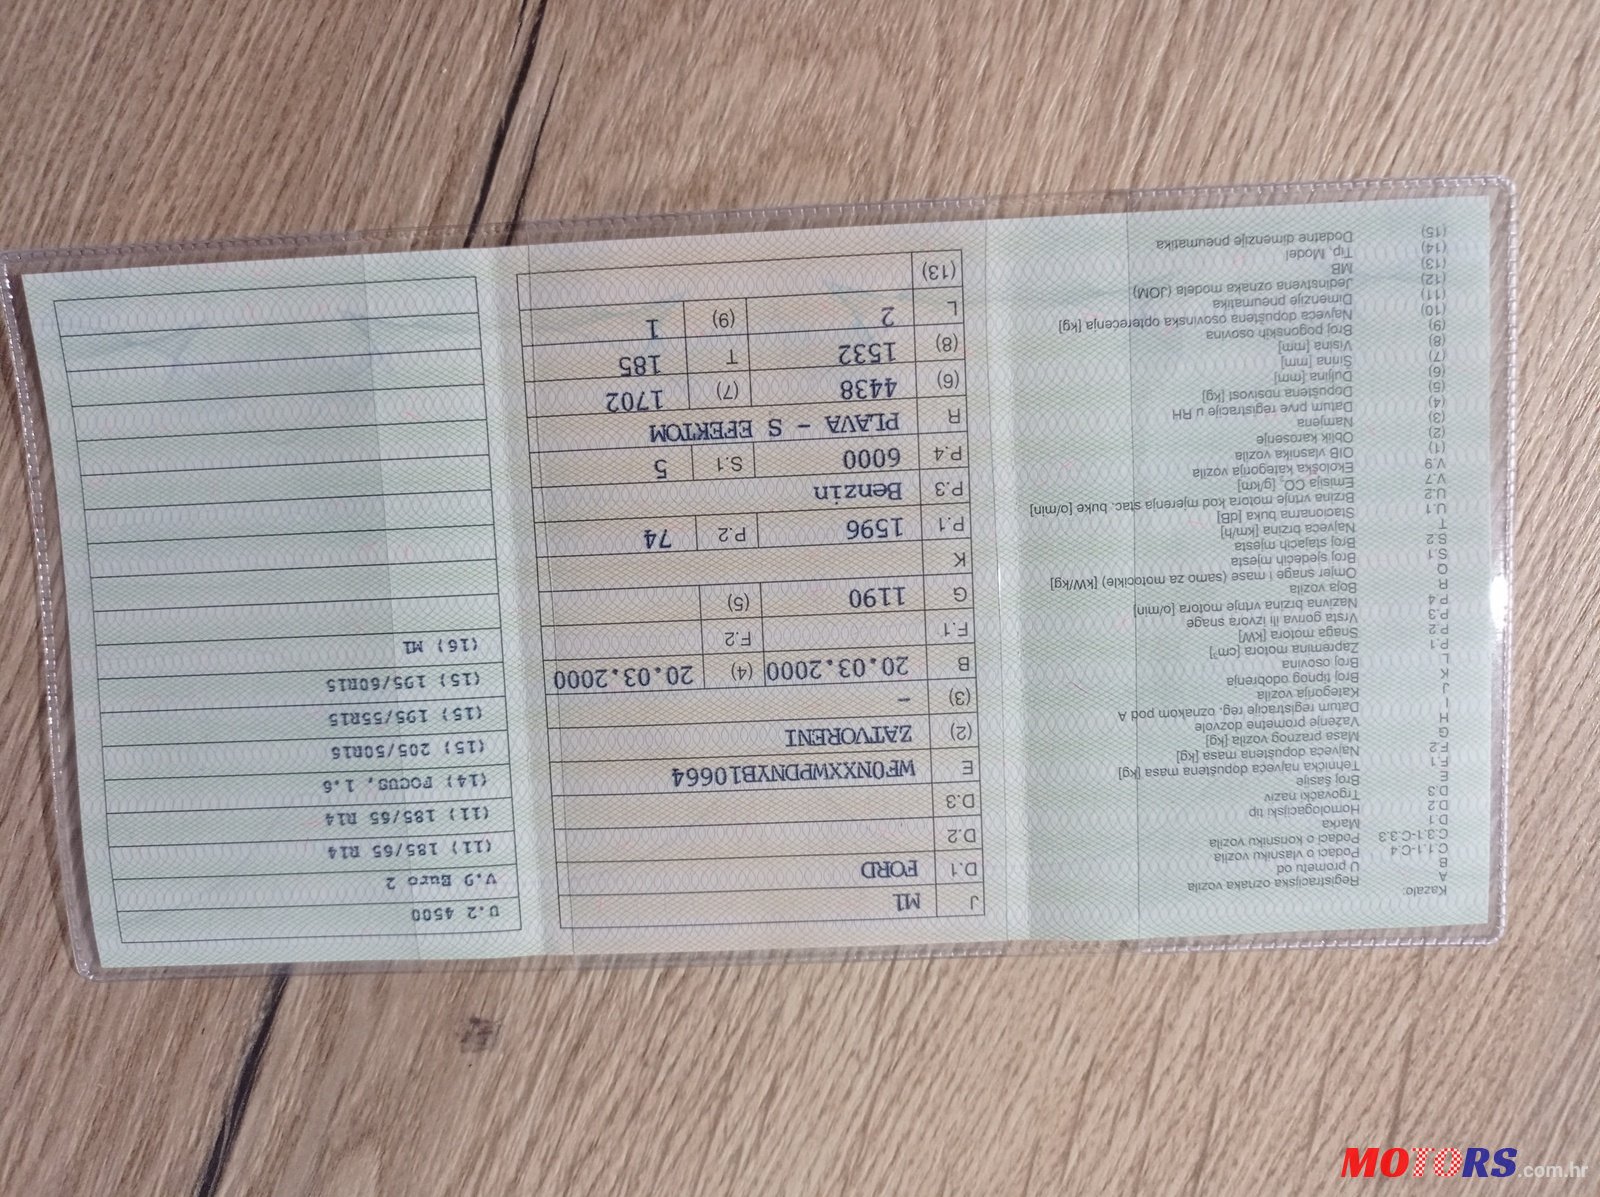 Kazalo:
A Registracijska oznaka vozila
B U prometu od
C.1.1-C.4 Podaci o vlasniku vozila
C.3.1-C.3.3 Podaci o korisniku vozila
D.1 Marka
D.2 Homologacijski tip
D.3 Trgovački naziv
E Broj šasije
F.1 Tehnička najveća dopuštena masa [kg]
F.2 Najveća dopuštena masa [kg]
G Masa praznog vozila [kg]
H Važenje prometne dozvole
I Datum registracije reg. oznakom pod A
J Kategorija vozila
K Broj tipnog odobrenja
L Broj osovina
P.1 Zapremina motora [cm³]
P.2 Snaga motora [kW]
P.3 Vrsta goriva ili izvora snage
P.4 Nazivna brzina vrtnje motora [o/min]
R Boja vozila
Q Omjer snage i mase (samo za motocikle) [kW/kg]
S.1 Broj sjedećih mjesta
S.2 Broj stajaćih mjesta
T Najveća brzina [km/h]
U.1 Stacionarna buka [dB]
U.2 Brzina vrtnje motora kod mjerenja stac. buke [o/min]
V.7 Emisija CO₂ [g/km]
V.9 Ekološka kategorija vozila
(1) OIB vlasnika vozila
(2) Oblik karoserije
(3) Namjena
(4) Datum prve registracije u RH
(5) Dopuštena nosivost [kg]
(6) Duljina [mm]
(7) Širina [mm]
(8) Visina [mm]
(9) Broj pogonskih osovina
(10) Najveća dopuštena osovinska opterećenja [kg]
(11) Dimenzije pneumatika
(12) Jedinstvena oznaka modela (JOM)
(13) MB
(14) Tip, Model
(15) Dodatne dimenzije pneumatika
J M1
D.1 FORD
D.2
D.3
E WF0NXXWPDNYB10664
(2) ZATVORENI
(3) -
B 20.03.2000 (4) 20.03.2000
F.1 F.2
G 1190 (5)
K
P.1 1596 P.2 74
P.3 Benzin
P.4 6000 S.1 5
R PLAVA - S EFEKTOM
(6) 4438 (7) 1702
(8) 1532 T 185
L 2 (9) 1
(13)
U.2 4500
V.9 Euro 2
(11) 185/65 R14
(11) 185/65 R14
(14) FOCUS, 1.6
(15) 205/50R16
(15) 195/55R15
(15) 195/60R15
(16) M1
MOTORS.com.hr